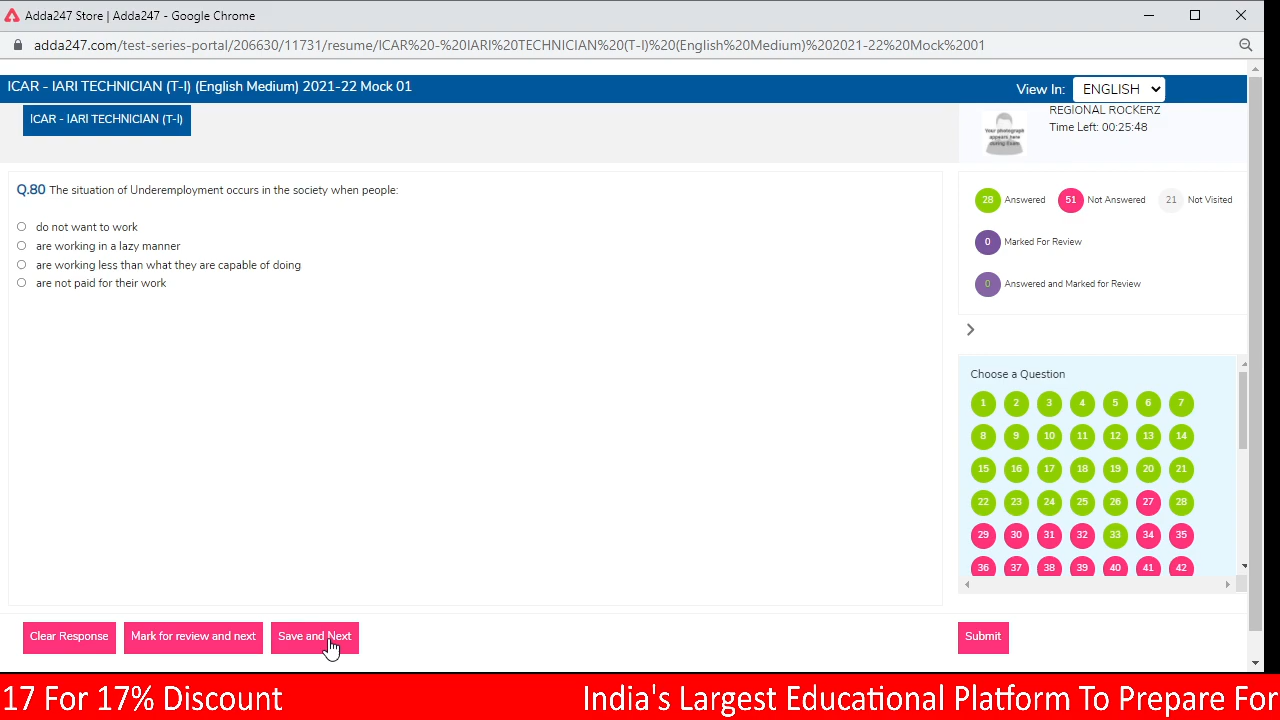 Adda247 Store | Adda247 - Google Chrome
adda247.com/test-series-portal/206630/11731/resume/ICAR%20-%20IARI%20TECHNICIAN%20(T-I)%20(English%20Medium)%202021-22%20Mock%2001
ICAR - IARI TECHNICIAN (T-I) (English Medium) 2021-22 Mock 01
View In: ENGLISH
ICAR - IARI TECHNICIAN (T-I)
Your photograph appears here during Exam
REGIONAL ROCKERZ
Time Left: 00:25:48
Q.80 The situation of Underemployment occurs in the society when people:
do not want to work
are working in a lazy manner
are working less than what they are capable of doing
are not paid for their work
28 Answered 51 Not Answered 21 Not Visited
0 Marked For Review
0 Answered and Marked for Review
Choose a Question
1 2 3 4 5 6 7
8 9 10 11 12 13 14
15 16 17 18 19 20 21
22 23 24 25 26 27 28
29 30 31 32 33 34 35
36 37 38 39 40 41 42
Clear Response Mark for review and next Save and Next Submit
17 For 17% Discount India's Largest Educational Platform To Prepare For